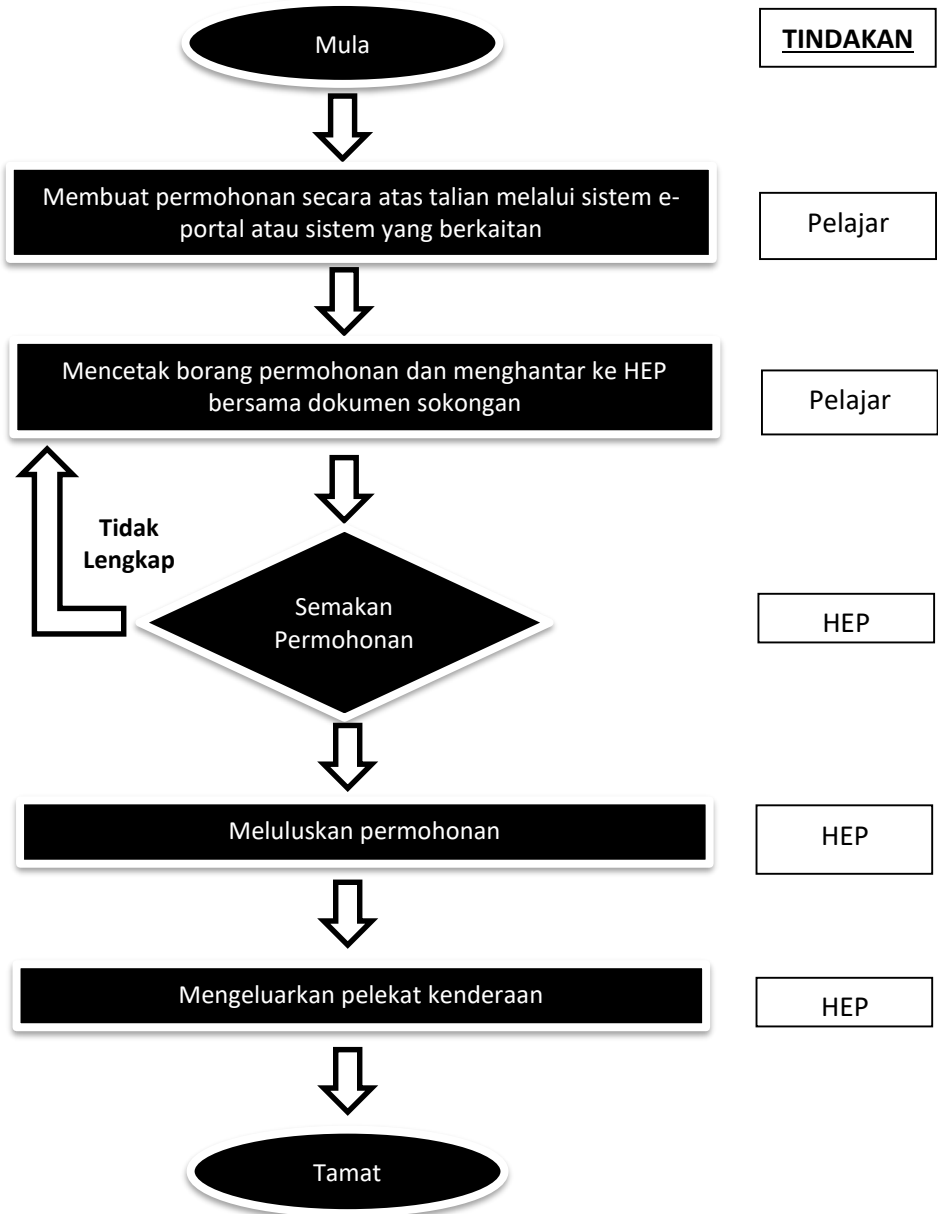 Mula
TINDAKAN
Membuat permohonan secara atas talian melalui sistem e-
portal atau sistem yang berkaitan
Pelajar
Mencetak borang permohonan dan menghantar ke HEP
bersama dokumen sokongan
Pelajar
Tidak
Lengkap
Semakan
Permohonan
HEP
Meluluskan permohonan
HEP
Mengeluarkan pelekat kenderaan
HEP
Tamat